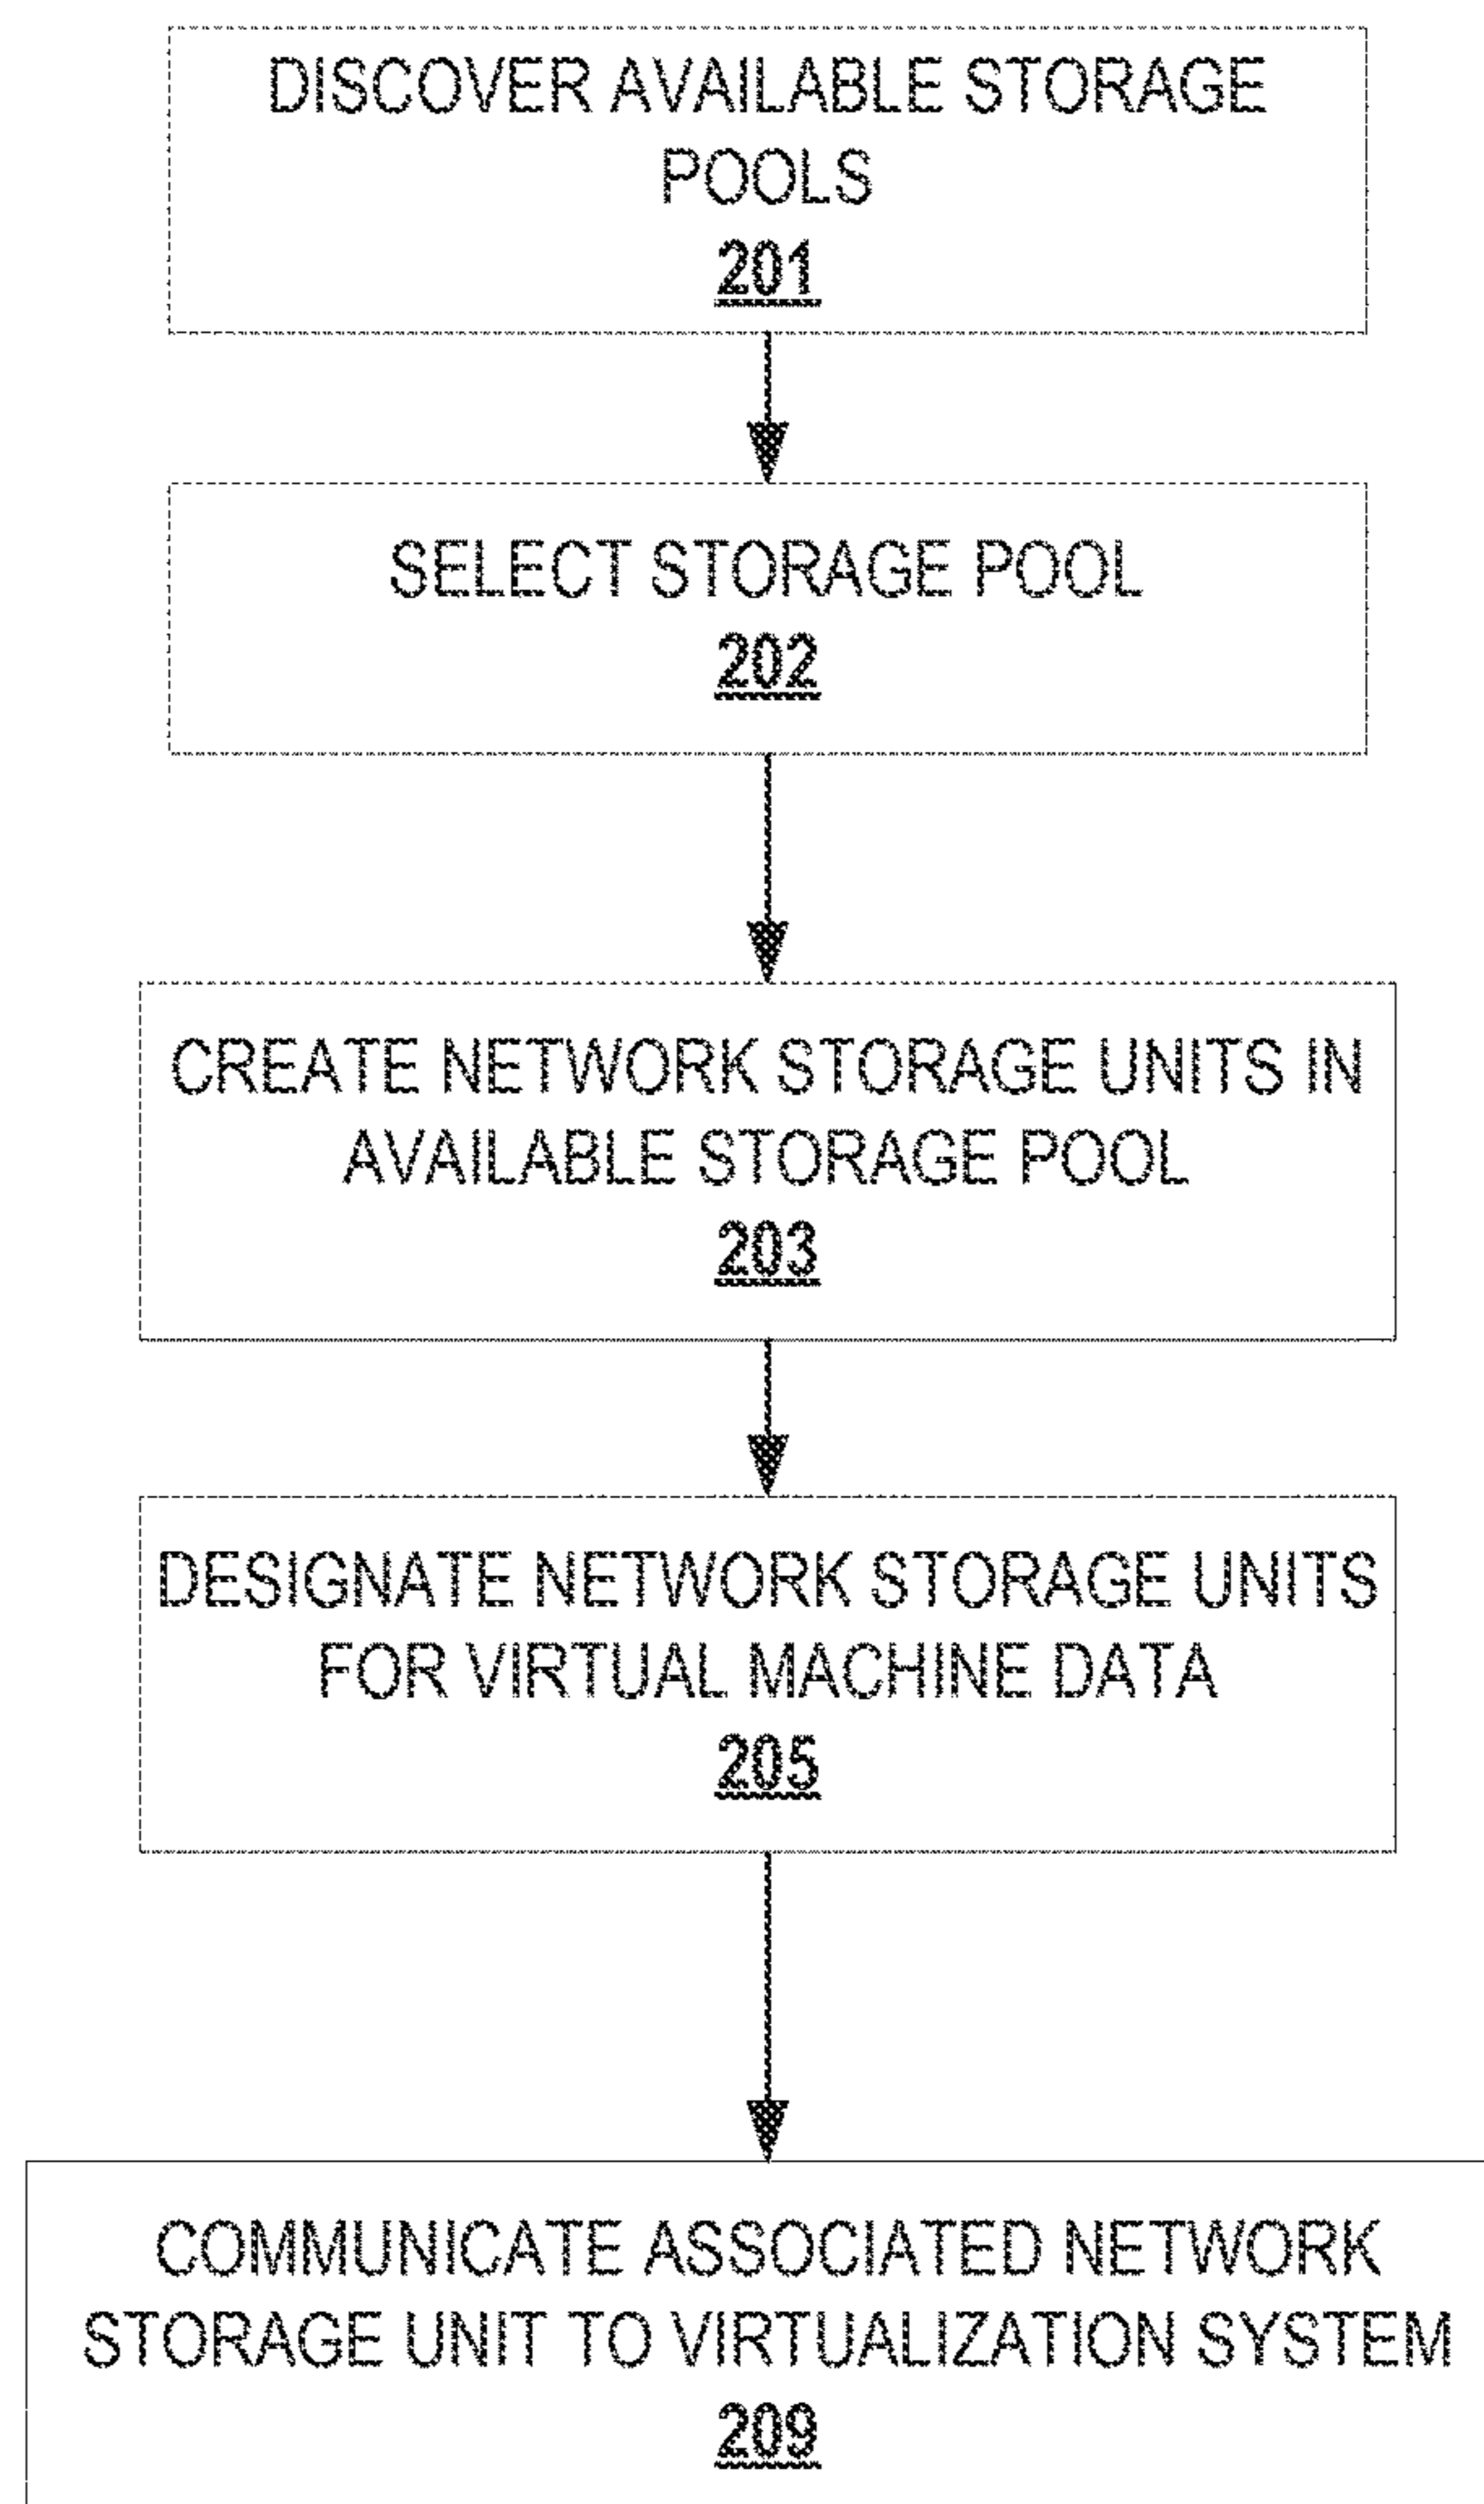 DISCOVER AVAILABLE STORAGE
POOLS
201
SELECT STORAGE POOL
202
CREATE NETWORK STORAGE UNITS IN
AVAILABLE STORAGE POOL
203
DESIGNATE NETWORK STORAGE UNITS
FOR VIRTUAL MACHINE DATA
205
COMMUNICATE ASSOCIATED NETWORK
STORAGE UNIT TO VIRTUALIZATION SYSTEM
209